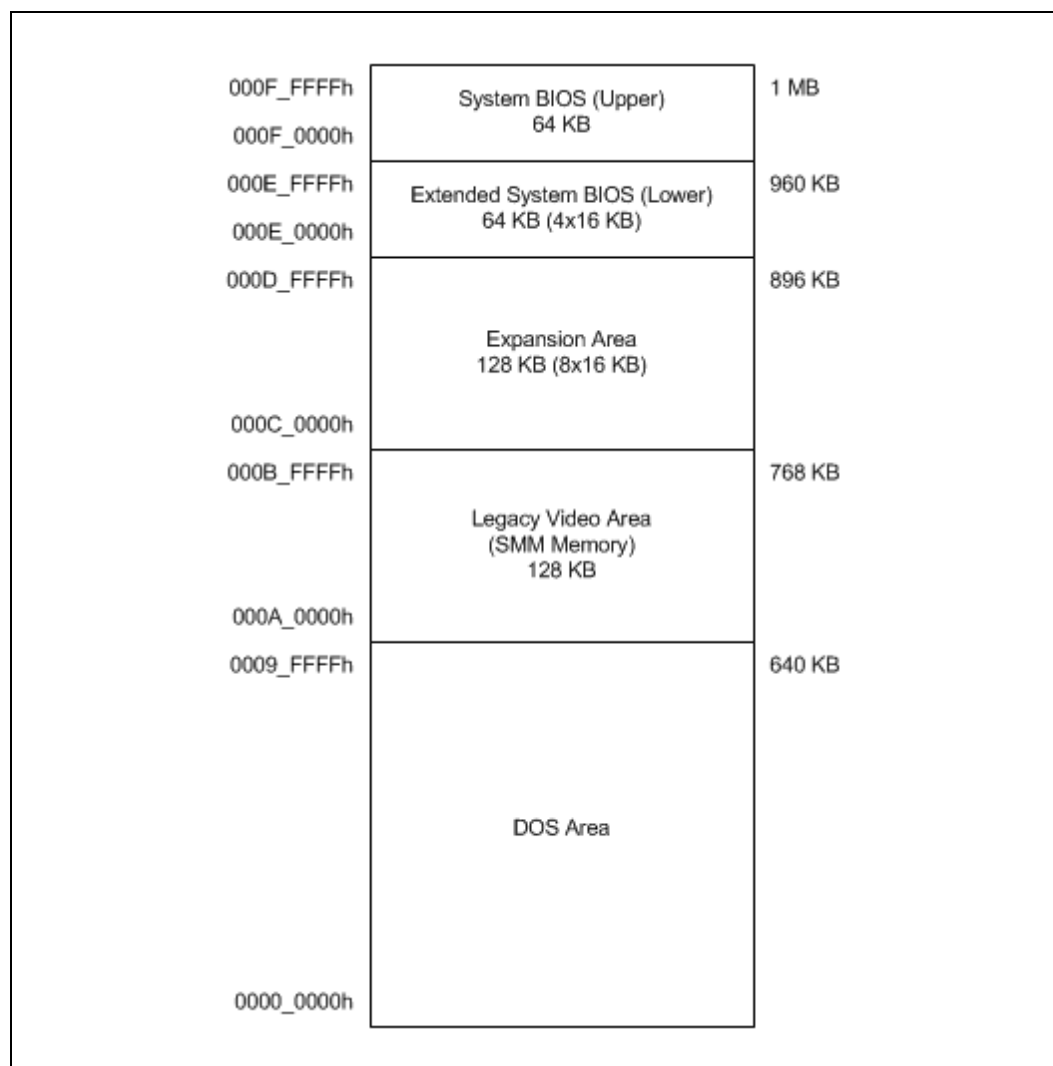 000F_FFFFh
System BIOS (Upper)
64 KB
1 MB
000F_0000h
000E_FFFFh
Extended System BIOS (Lower)
64 KB (4x16 KB)
960 KB
000E_0000h
000D_FFFFh
896 KB
Expansion Area
128 KB (8x16 KB)
000C_0000h
000B_FFFFh
768 KB
Legacy Video Area
(SMM Memory)
128 KB
000A_0000h
0009_FFFFh
640 KB
DOS Area
0000_0000h